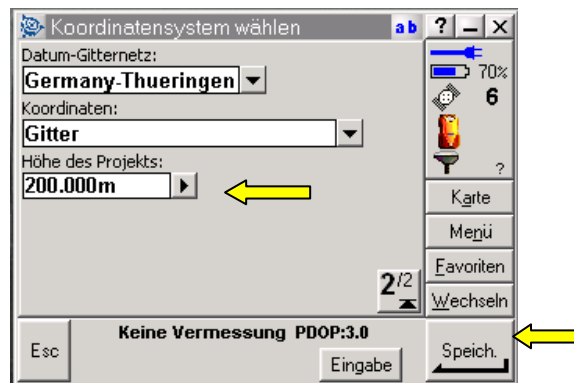 Koordinatensystem wählen
ab
?
Datum-Gitternetz:
Germany-Thueringen
Koordinaten:
Gitter
Höhe des Projekts:
200.000m
2/2
70%
6
?
Karte
Menü
Favoriten
Wechseln
Esc
Keine Vermessung PDOP:3.0
Eingabe
Speich.